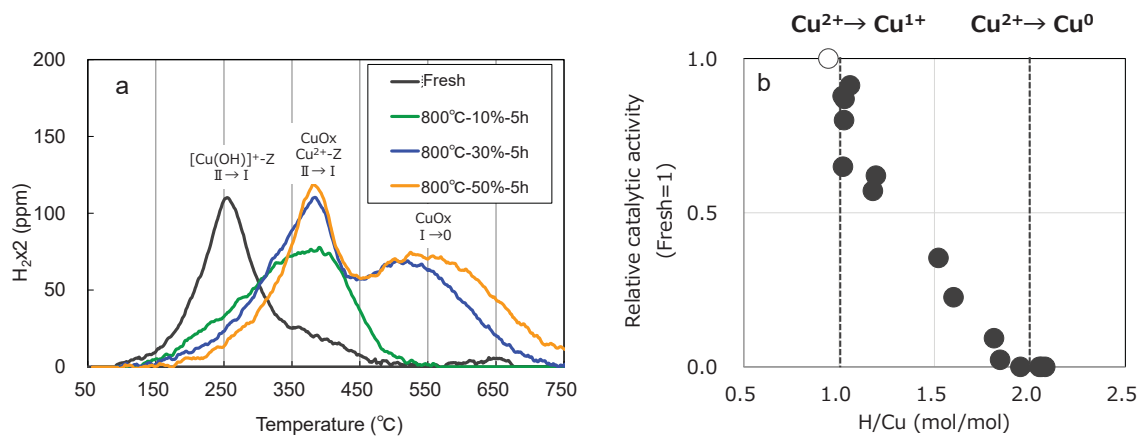 a
200
150
100
50
0
H₂x2 (ppm)
50 150 250 350 450 550 650 750
Temperature (℃)
Fresh
800℃-10%-5h
800℃-30%-5h
800℃-50%-5h
[Cu(OH)]⁺-Z
Ⅱ→Ⅰ
CuOx
Cu²⁺-Z
Ⅱ→Ⅰ
CuOx
Ⅰ→0
Cu²⁺→ Cu¹⁺ Cu²⁺→ Cu⁰
b
1.0
0.5
0.0
Relative catalytic activity
(Fresh=1)
0.5 1.0 1.5 2.0 2.5
H/Cu (mol/mol)